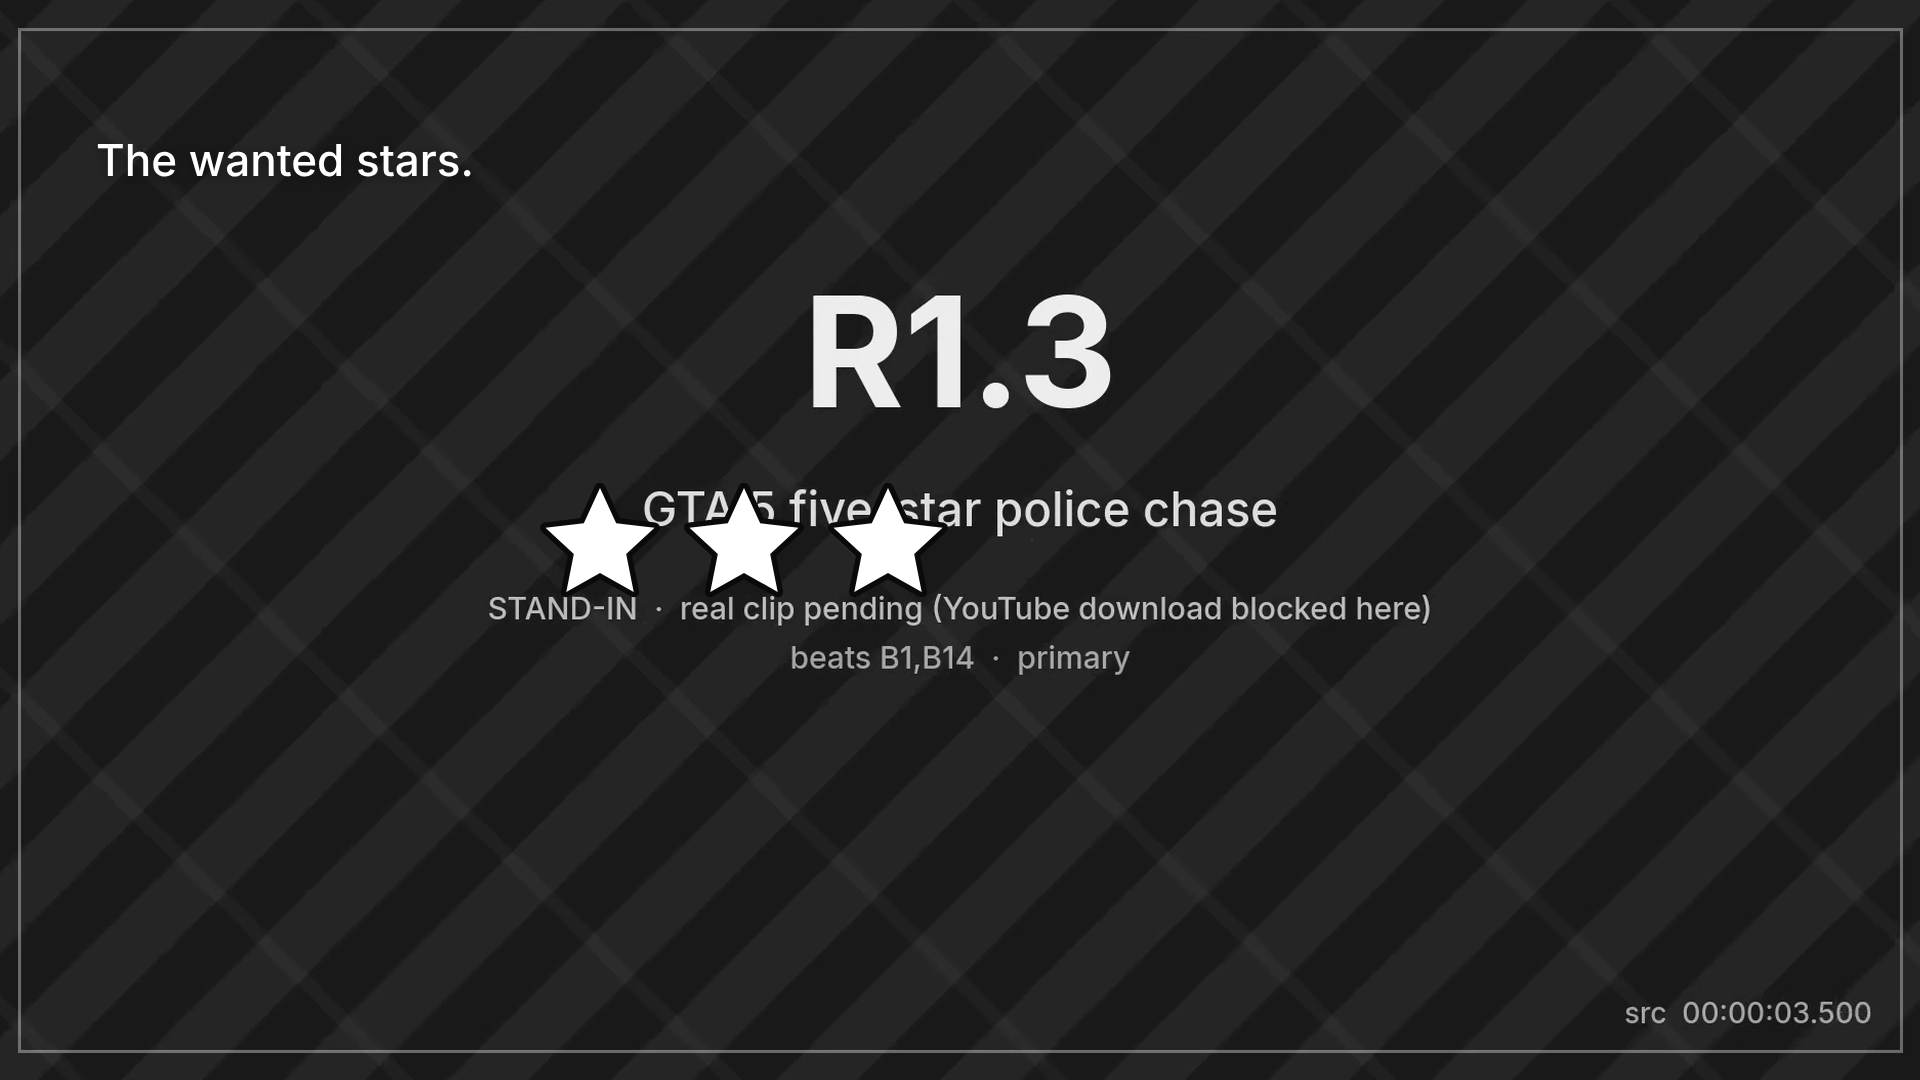 The wanted stars.
R1.3
GTA 5 five star police chase
STAND-IN · real clip pending (YouTube download blocked here)
beats B1,B14 · primary
src 00:00:03.500